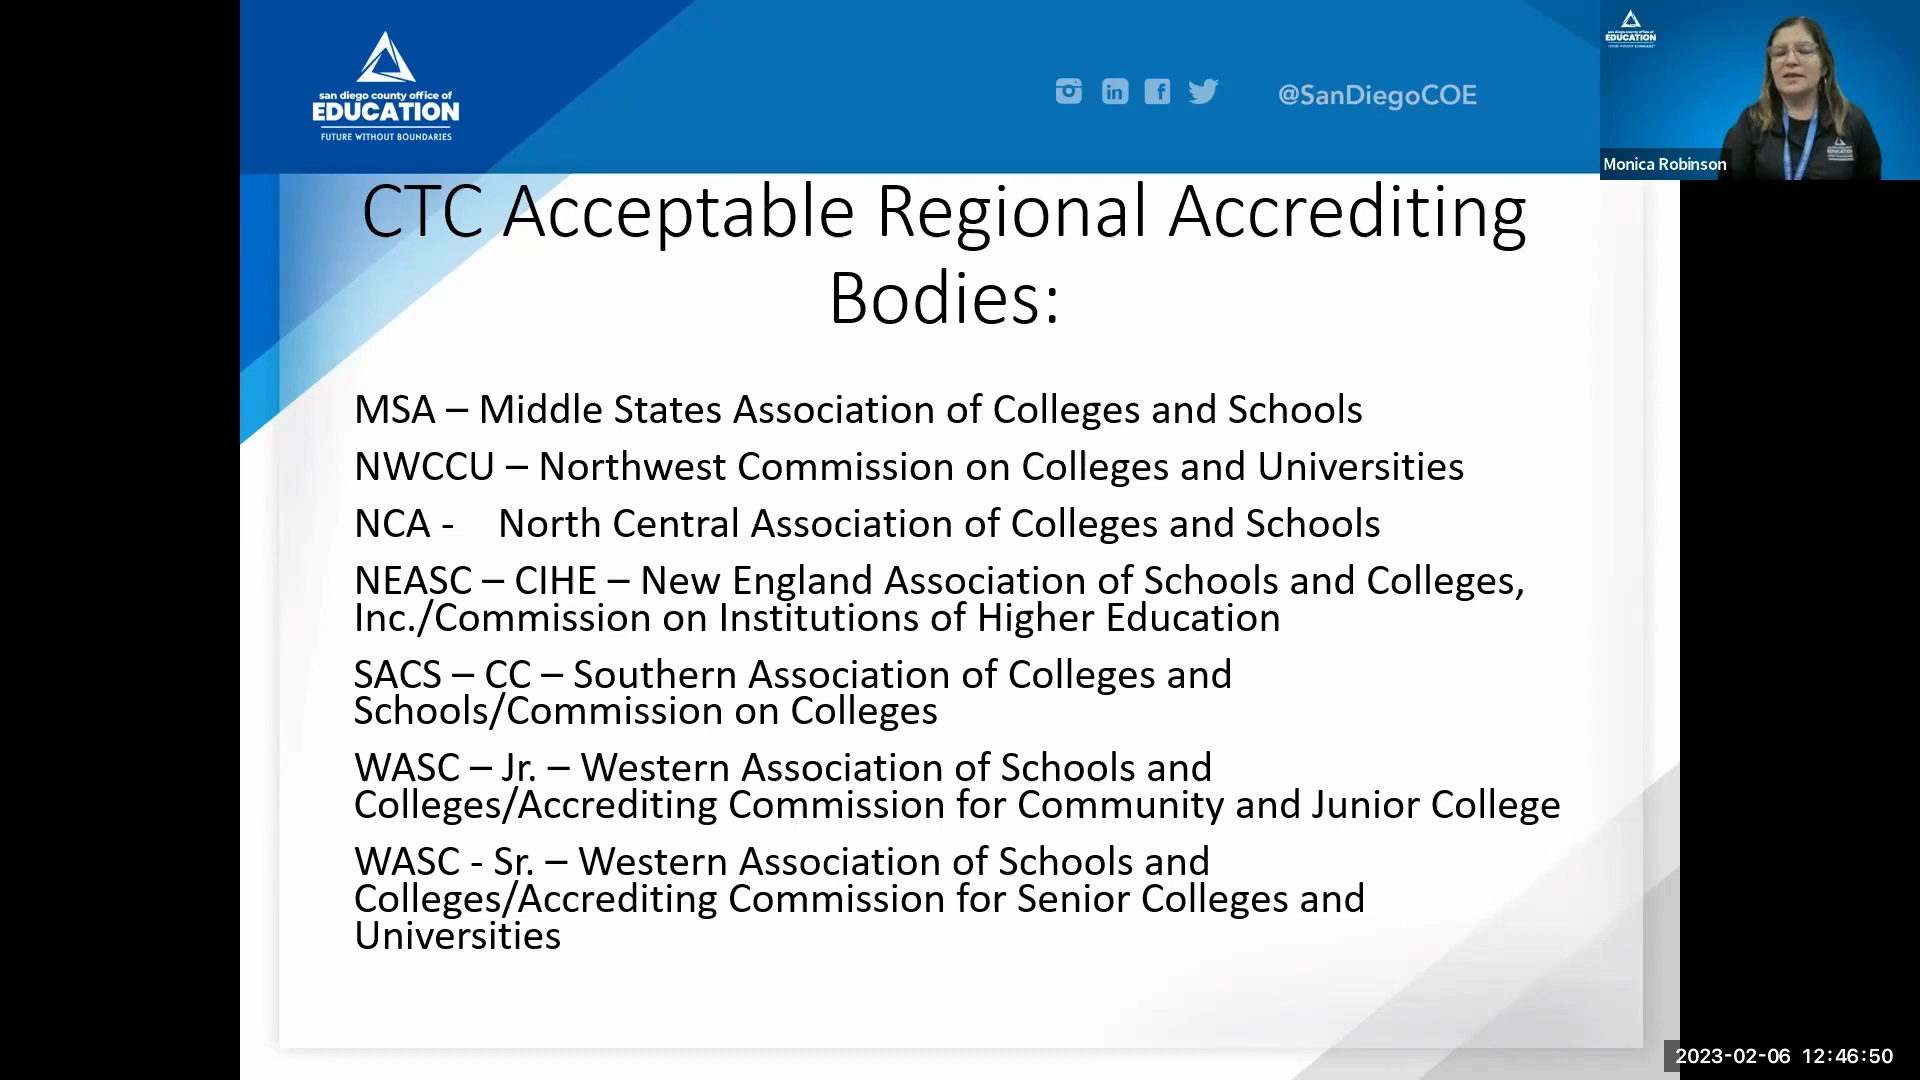 san diego county office of
EDUCATION
FUTURE WITHOUT BOUNDARIES
@SanDiegoCOE
EDUCATION
Monica Robinson
CTC Acceptable Regional Accrediting
Bodies:
MSA – Middle States Association of Colleges and Schools
NWCCU – Northwest Commission on Colleges and Universities
NCA - North Central Association of Colleges and Schools
NEASC – CIHE – New England Association of Schools and Colleges,
Inc./Commission on Institutions of Higher Education
SACS – CC – Southern Association of Colleges and
Schools/Commission on Colleges
WASC – Jr. – Western Association of Schools and
Colleges/Accrediting Commission for Community and Junior College
WASC - Sr. – Western Association of Schools and
Colleges/Accrediting Commission for Senior Colleges and
Universities
2023-02-06 12:46:50